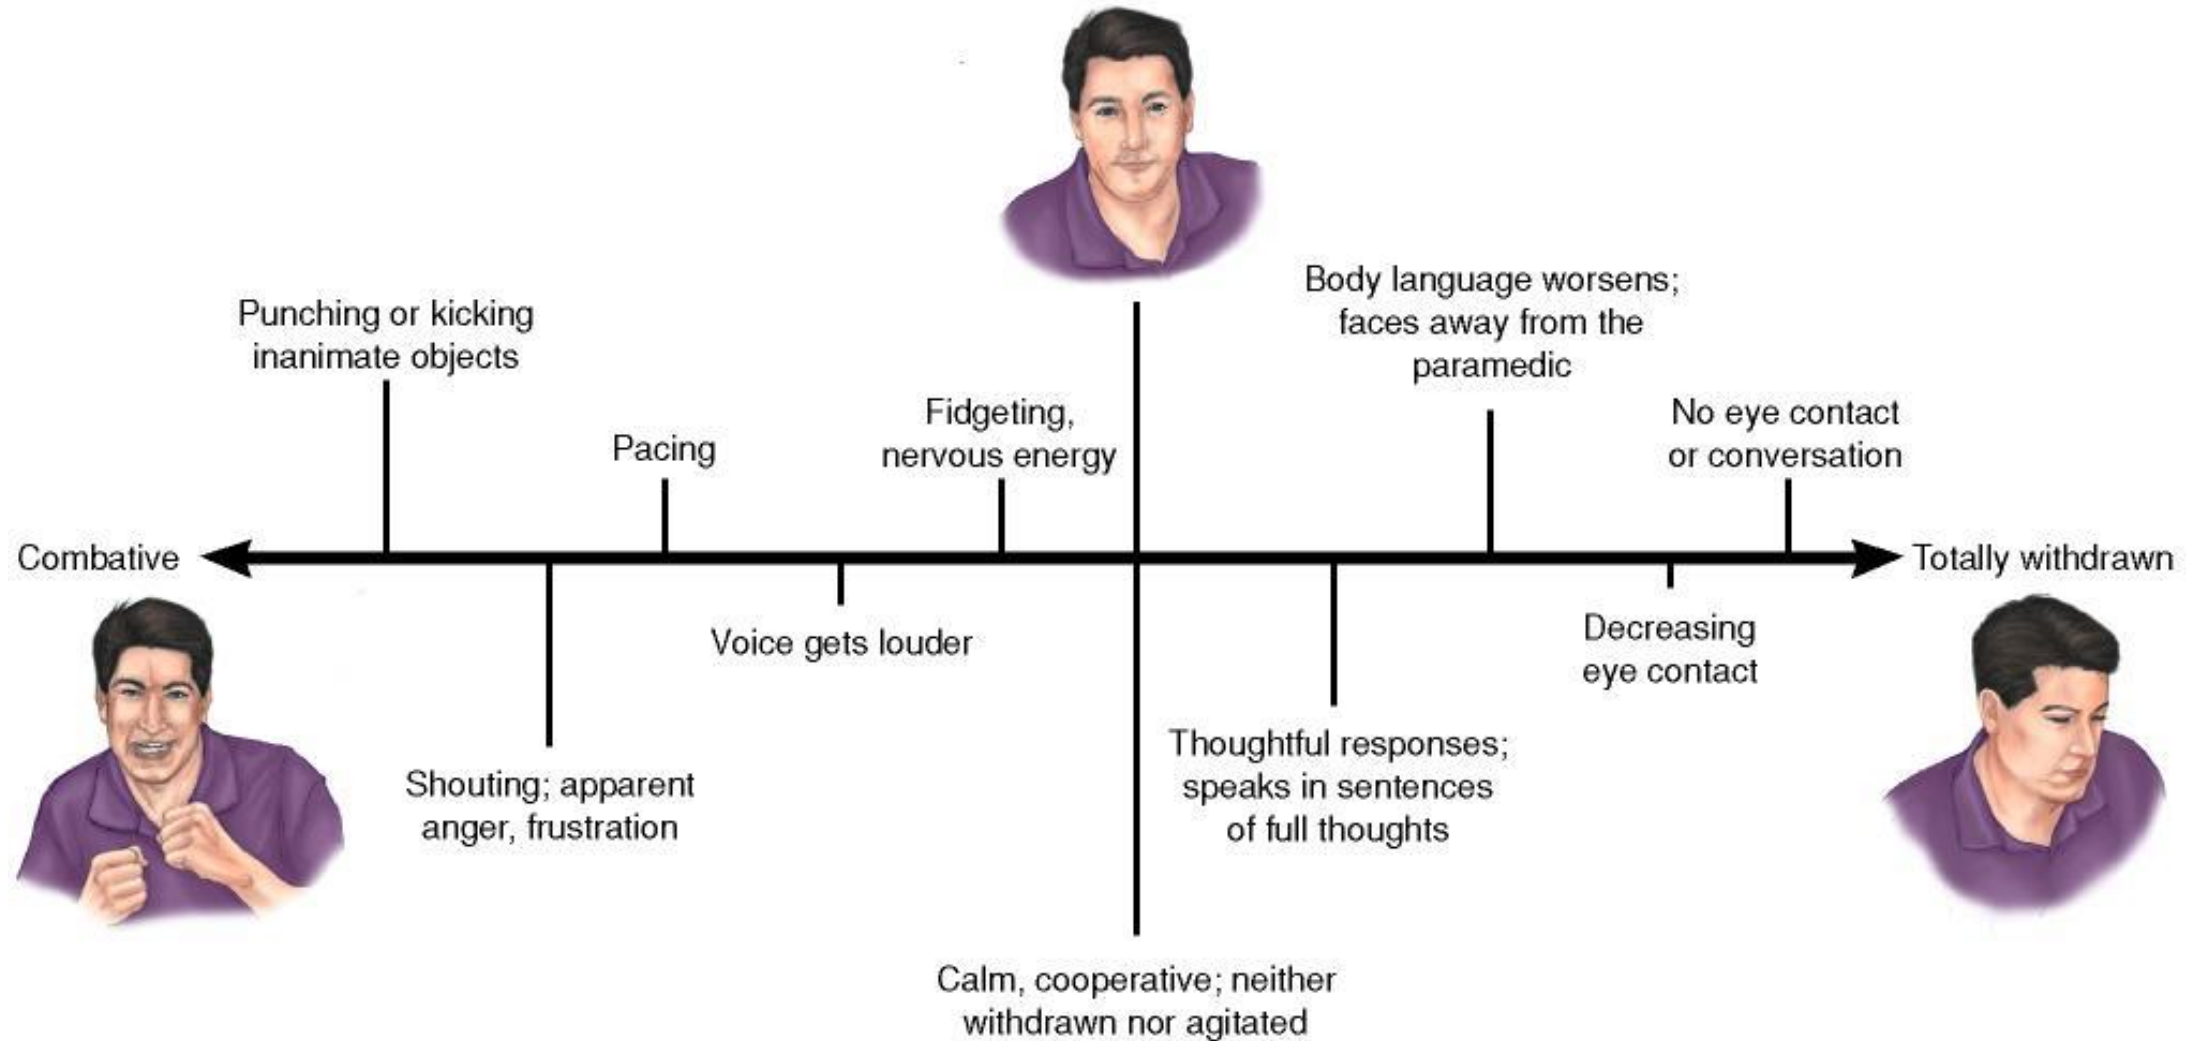 Body language worsens;
faces away from the
paramedic
Punching or kicking
inanimate objects
Fidgeting,
nervous energy
No eye contact
or conversation
Pacing
Combative
Totally withdrawn
Voice gets louder
Decreasing
eye contact
Thoughtful responses;
speaks in sentences
of full thoughts
Shouting; apparent
anger, frustration
Calm, cooperative; neither
withdrawn nor agitated